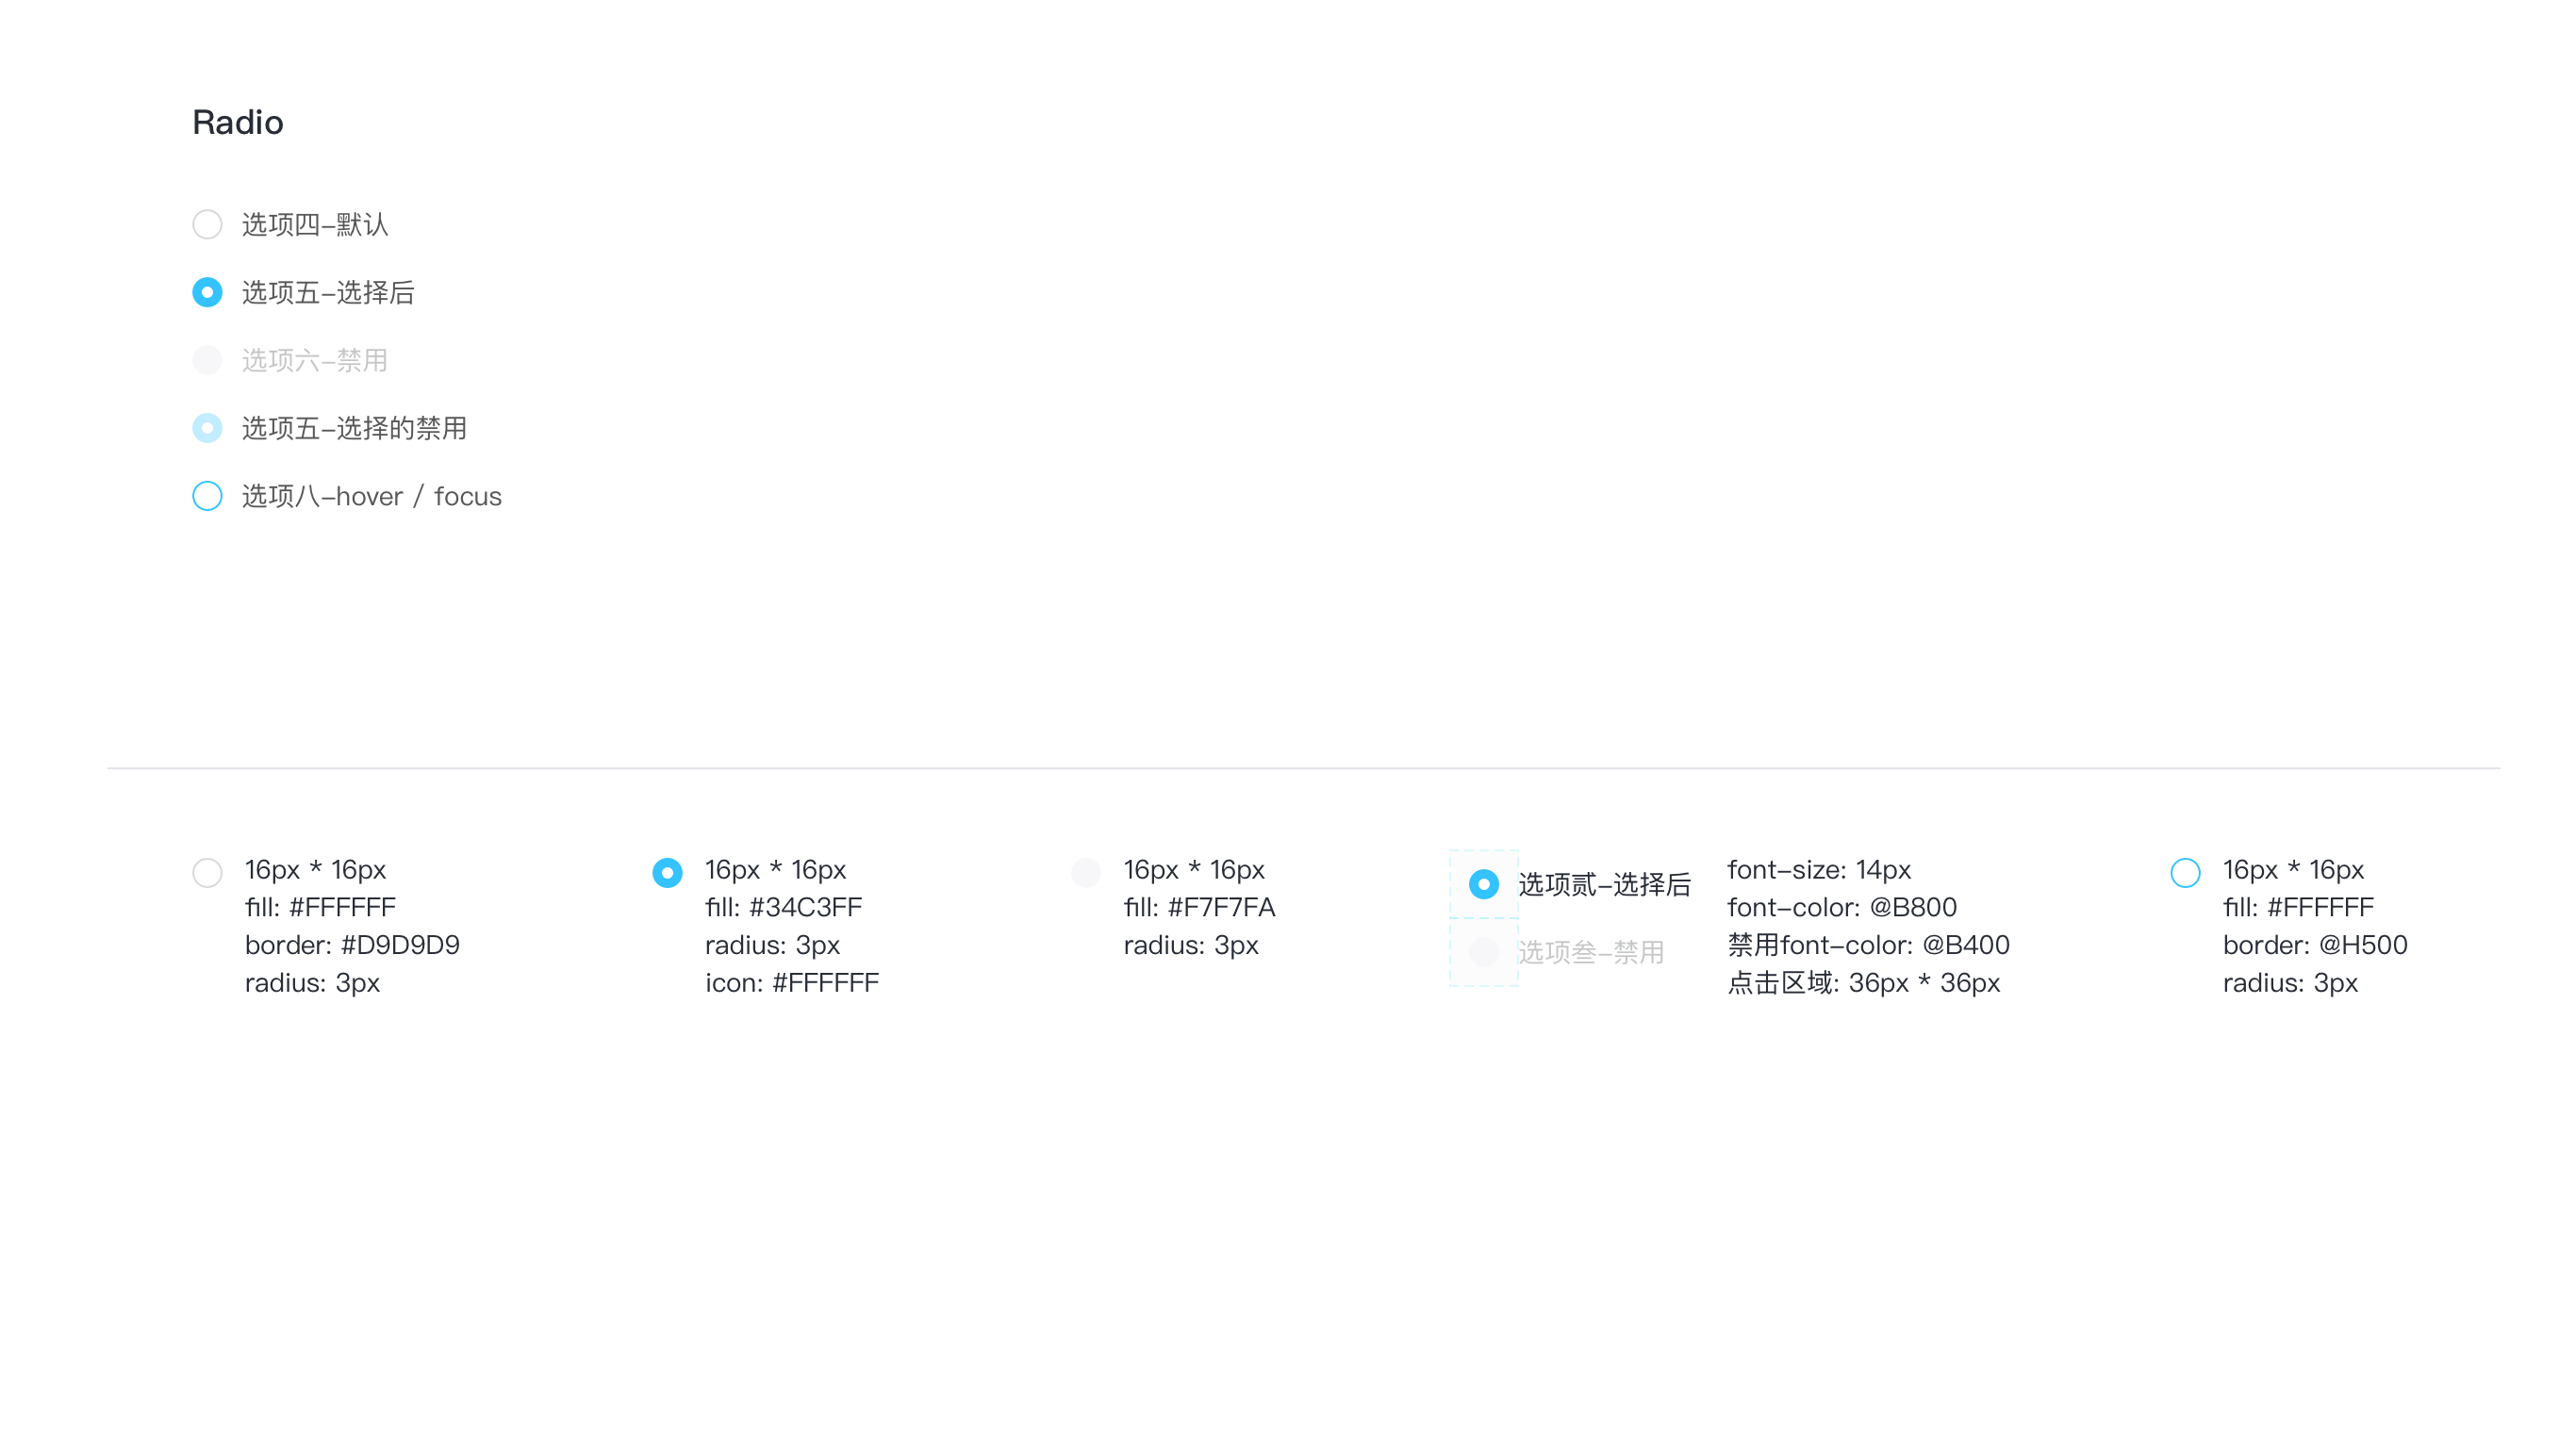 Radio
选项四-默认
选项五-选择后
选项六-禁用
选项五-选择的禁用
选项八-hover / focus
16px * 16px
fill: #FFFFFF
border: #D9D9D9
radius: 3px
16px * 16px
fill: #34C3FF
radius: 3px
icon: #FFFFFF
16px * 16px
fill: #F7F7FA
radius: 3px
选项贰-选择后
选项叁-禁用
font-size: 14px
font-color: @B800
禁用font-color: @B400
点击区域: 36px * 36px
16px * 16px
fill: #FFFFFF
border: @H500
radius: 3px